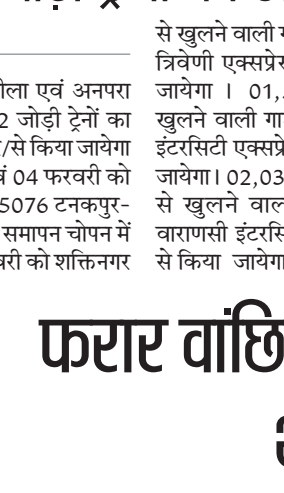 ीला एवं अनपरा
2 जोड़ी ट्रेनों का
/से किया जायेगा
वं 04 फरवरी को
5076 टनकपुर-
समापन चोपन में
वरी को शक्तिनगर
से खुलने वाली
त्रिवेणी एक्सप्रेस
जायेगा । 01,
खुलने वाली गा
इंटरसिटी एक्सप्रे
जायेगा। 02,03
से खुलने वाल
वाराणसी इंटरसि
से किया जायेगा
फरार वांछि